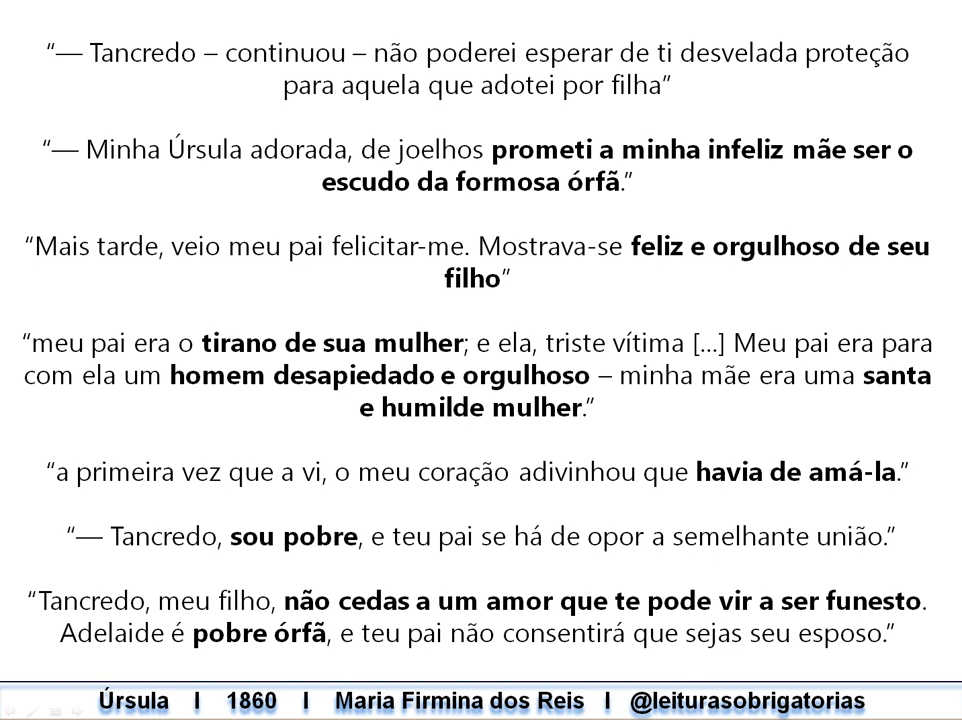 “— Tancredo – continuou – não poderei esperar de ti desvelada proteção
para aquela que adotei por filha”
“— Minha Úrsula adorada, de joelhos prometi a minha infeliz mãe ser o
escudo da formosa órfã.”
“Mais tarde, veio meu pai felicitar-me. Mostrava-se feliz e orgulhoso de seu
filho”
“meu pai era o tirano de sua mulher; e ela, triste vítima [...] Meu pai era para
com ela um homem desapiedado e orgulhoso – minha mãe era uma santa
e humilde mulher.”
“a primeira vez que a vi, o meu coração adivinhou que havia de amá-la.”
“— Tancredo, sou pobre, e teu pai se há de opor a semelhante união.”
“Tancredo, meu filho, não cedas a um amor que te pode vir a ser funesto.
Adelaide é pobre órfã, e teu pai não consentirá que sejas seu esposo.”
Úrsula I 1860 I Maria Firmina dos Reis I @leiturasobrigatorias